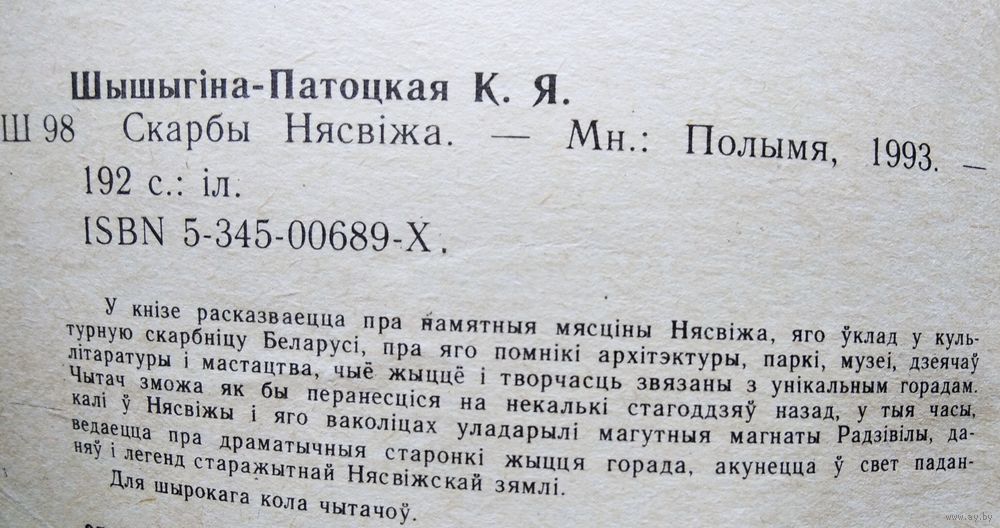 Шышыгіна-Патоцкая К. Я.
Ш 98 Скарбы Нясвіжа. — Мн.: Полымя, 1993. —
192 с.: іл.
ISBN 5-345-00689-X.
У кнізе расказваецца пра памятныя мясціны Нясвіжа, яго ўклад у куль-
турную скарбніцу Беларусі, пра яго помнікі архітэктуры, паркі, музеі, дзеячаў
літаратуры і мастацтва, чыё жыццё і творчасць звязаны з унікальным горадам.
Чытач зможа як бы перанесціся на некалькі стагоддзяў назад, у тыя часы,
калі ў Нясвіжы і яго ваколіцах уладарылі магутныя магнаты Радзівілы, да-
ведаецца пра драматычныя старонкі жыцця горада, акунецца ў свет падан-
няў і легенд старажытнай Нясвіжскай зямлі.
Для шырокага кола чытачоў.
www.ay.by